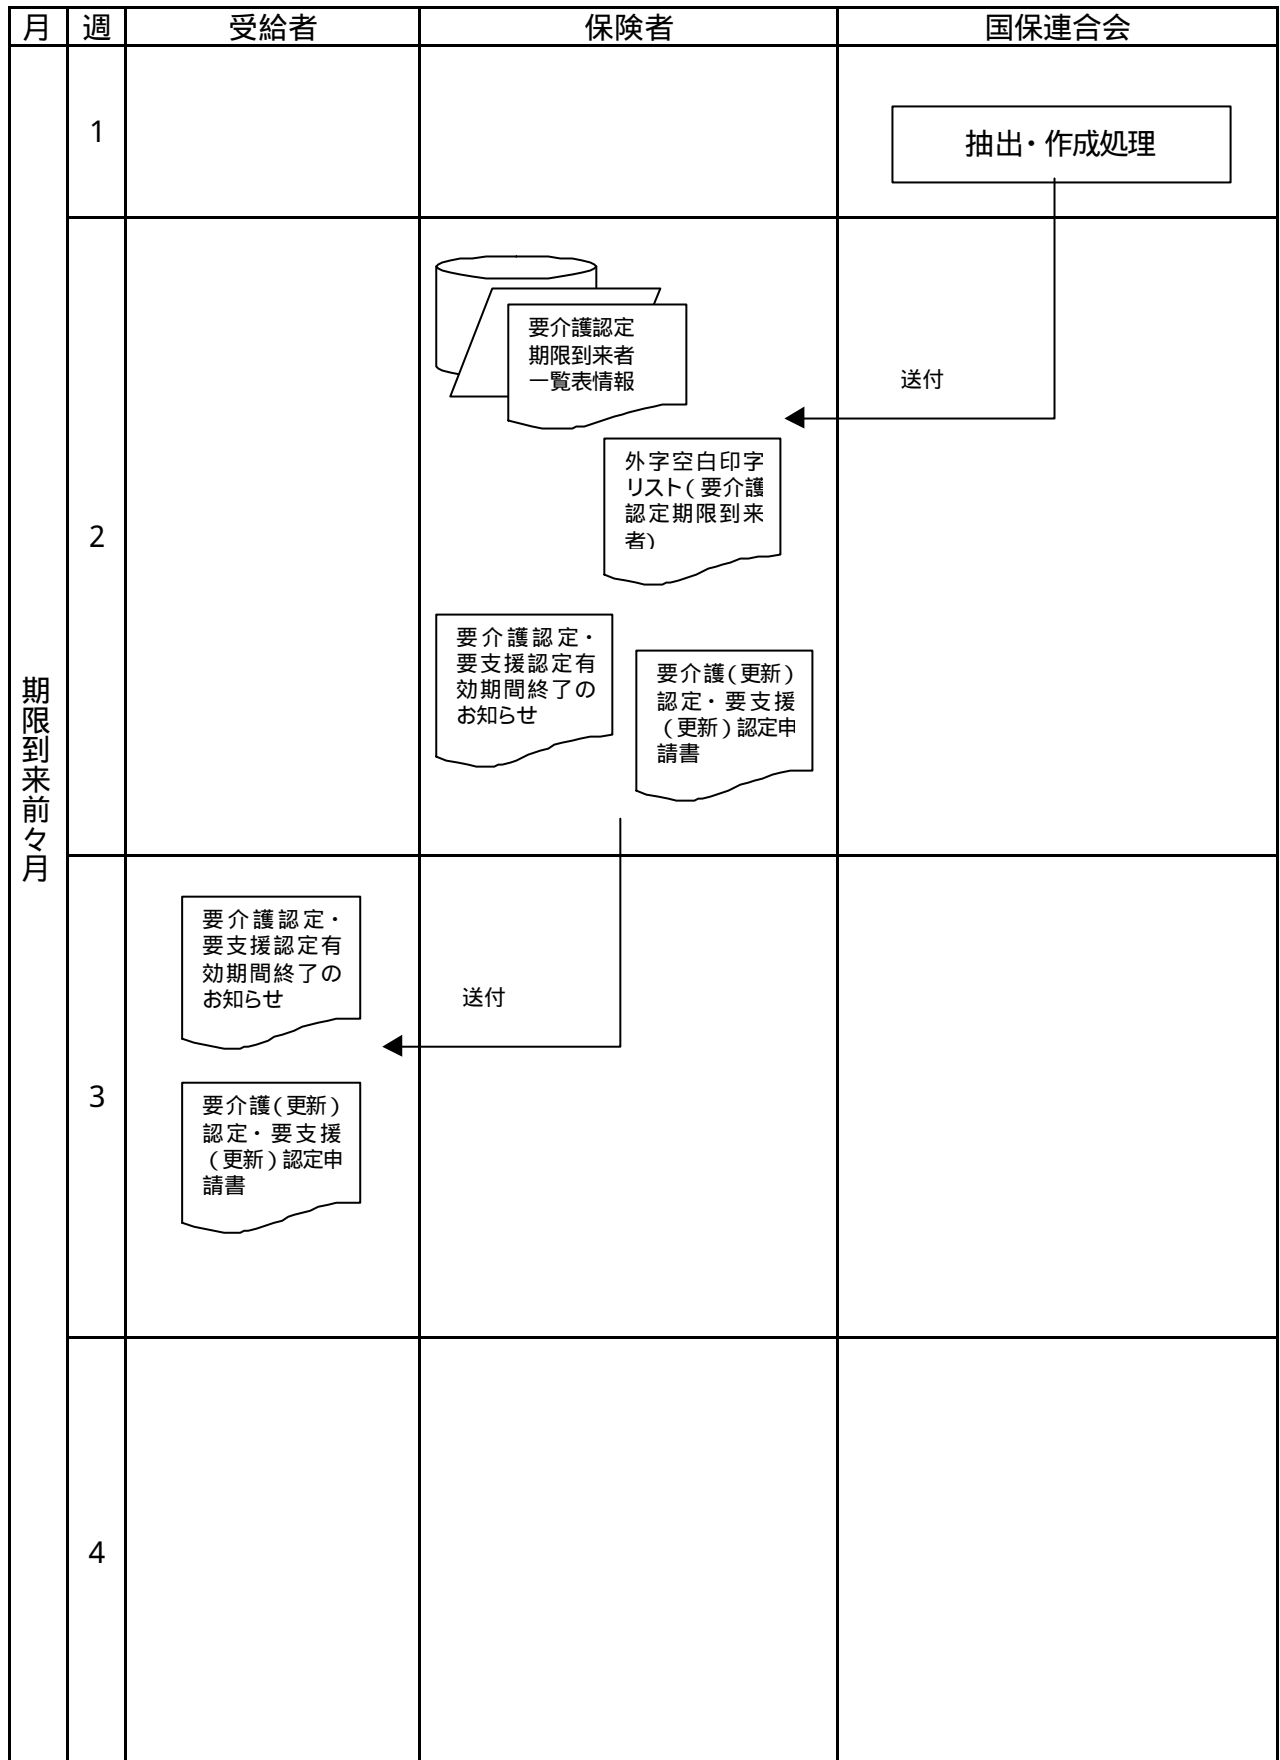 月 週 受給者 保険者 国保連合会
期限到来前々月
1
抽出・作成処理
2
要介護認定
期限到来者
一覧表情報
送付
外字空白印字
リスト(要介護
認定期限到来
者)
要介護認定・
要支援認定有
効期間終了の
お知らせ
要介護(更新)
認定・要支援
(更新)認定申
請書
3
要介護認定・
要支援認定有
効期間終了の
お知らせ
送付
要介護(更新)
認定・要支援
(更新)認定申
請書
4